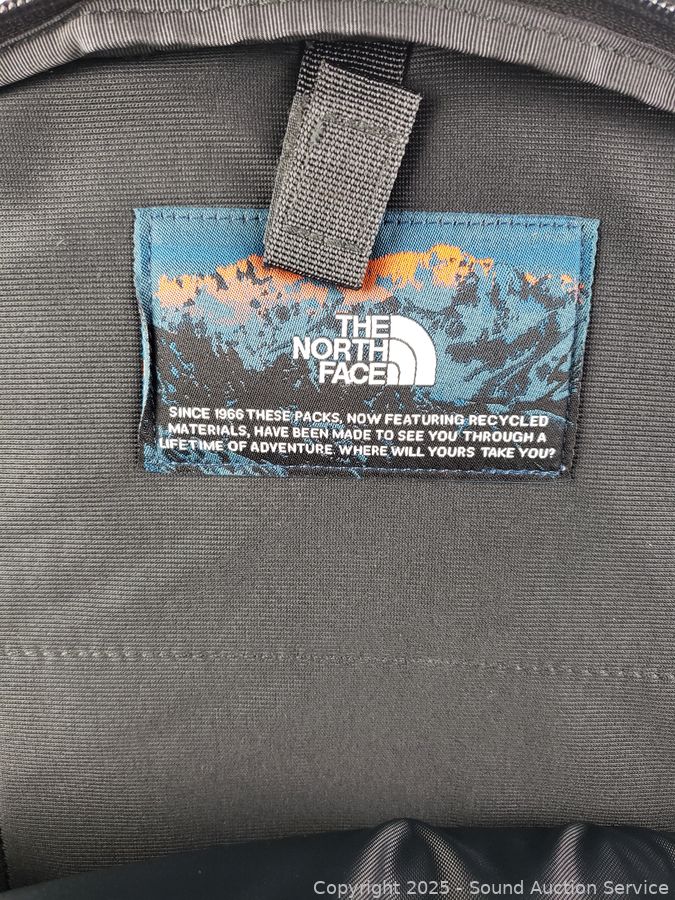 THE
NORTH
FACE
SINCE 1966 THESE PACKS, NOW FEATURING RECYCLED
MATERIALS, HAVE BEEN MADE TO SEE YOU THROUGH A
LIFETIME OF ADVENTURE. WHERE WILL YOURS TAKE YOU?
Copyright 2025 - Sound Auction Service